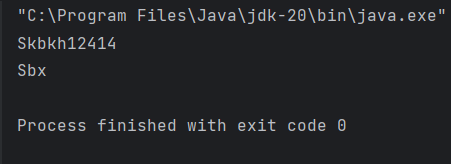 "C:\Program Files\Java\jdk-20\bin\java.exe"
Skbkh12414
Sbx
Process finished with exit code 0